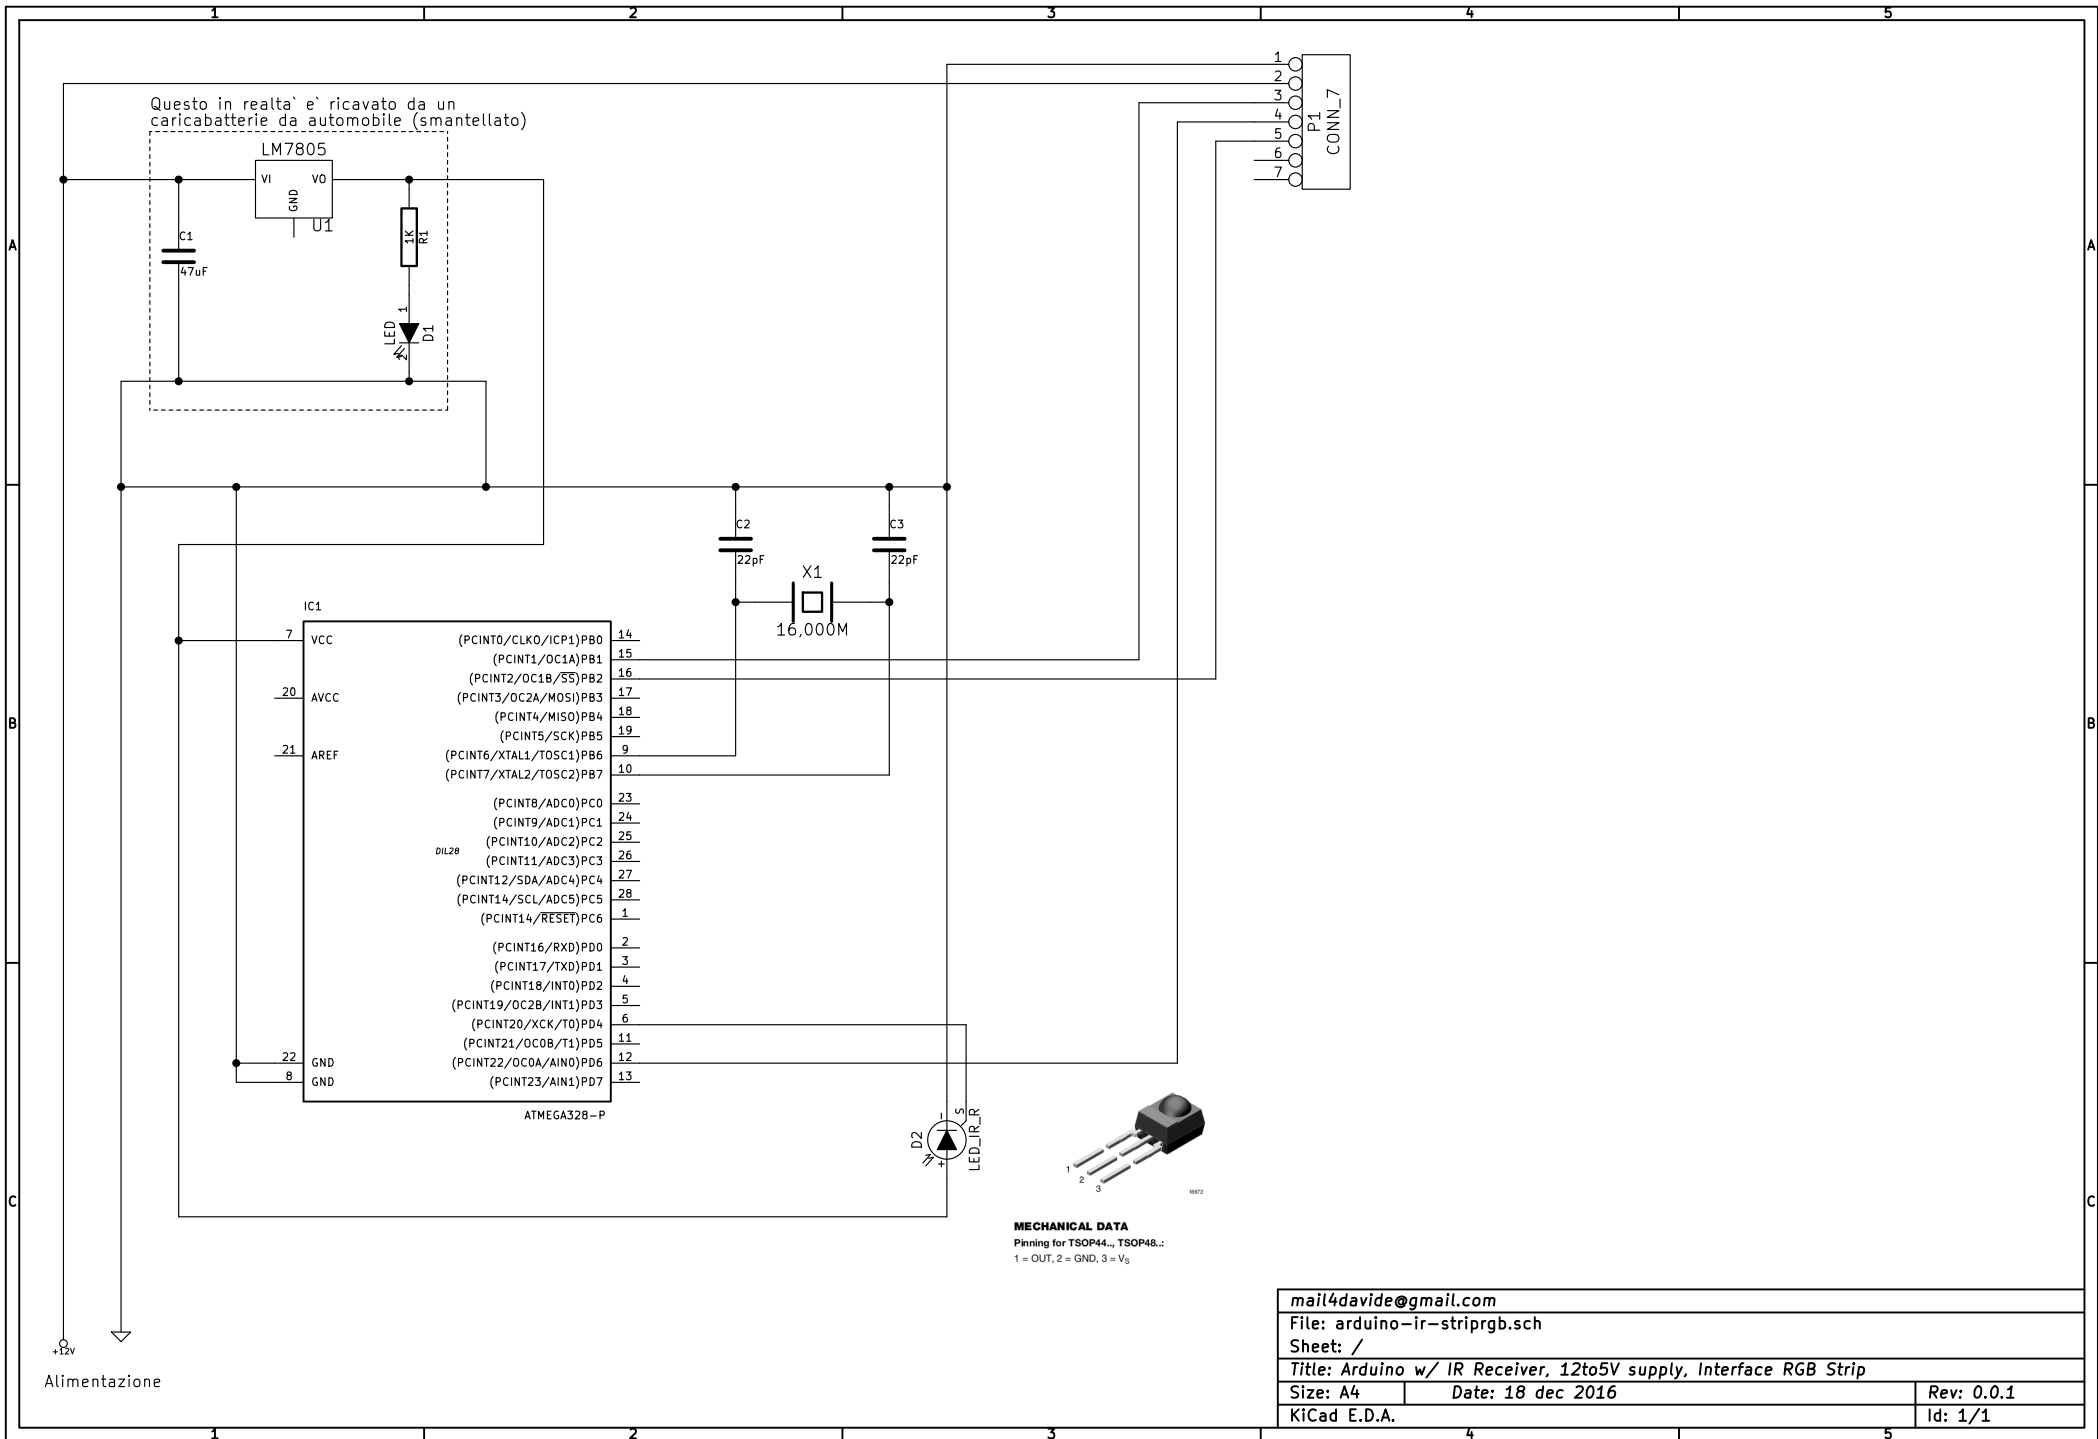 1 2 3 4 5
Questo in realta` e` ricavato da un
caricabatterie da automobile (smantellato)
LM7805
VI VO
GND
U1
C1
47uF
1K
R1
1
LED
D1
2
1
2
3
4
5
6
7
P1
CONN_7
A
A
C2
22pF
C3
22pF
X1
16,000M
IC1
7 VCC
20 AVCC
21 AREF
22 GND
8 GND
(PCINT0/CLKO/ICP1)PB0 14
(PCINT1/OC1A)PB1 15
(PCINT2/OC1B/SS)PB2 16
(PCINT3/OC2A/MOSI)PB3 17
(PCINT4/MISO)PB4 18
(PCINT5/SCK)PB5 19
(PCINT6/XTAL1/TOSC1)PB6 9
(PCINT7/XTAL2/TOSC2)PB7 10
(PCINT8/ADC0)PC0 23
(PCINT9/ADC1)PC1 24
(PCINT10/ADC2)PC2 25
DIL28
(PCINT11/ADC3)PC3 26
(PCINT12/SDA/ADC4)PC4 27
(PCINT14/SCL/ADC5)PC5 28
(PCINT14/RESET)PC6 1
(PCINT16/RXD)PD0 2
(PCINT17/TXD)PD1 3
(PCINT18/INT0)PD2 4
(PCINT19/OC2B/INT1)PD3 5
(PCINT20/XCK/T0)PD4 6
(PCINT21/OC0B/T1)PD5 11
(PCINT22/OC0A/AIN0)PD6 12
(PCINT23/AIN1)PD7 13
ATMEGA328-P
B
B
D2
- S
+
LED_IR_R
1
2
3
16672
MECHANICAL DATA
Pinning for TSOP44.., TSOP48..:
1 = OUT, 2 = GND, 3 = VS
C
C
+12V
Alimentazione
mail4davide@gmail.com
File: arduino-ir-striprgb.sch
Sheet: /
Title: Arduino w/ IR Receiver, 12to5V supply, Interface RGB Strip
Size: A4 Date: 18 dec 2016 Rev: 0.0.1
KiCad E.D.A. Id: 1/1
1 2 3 4 5